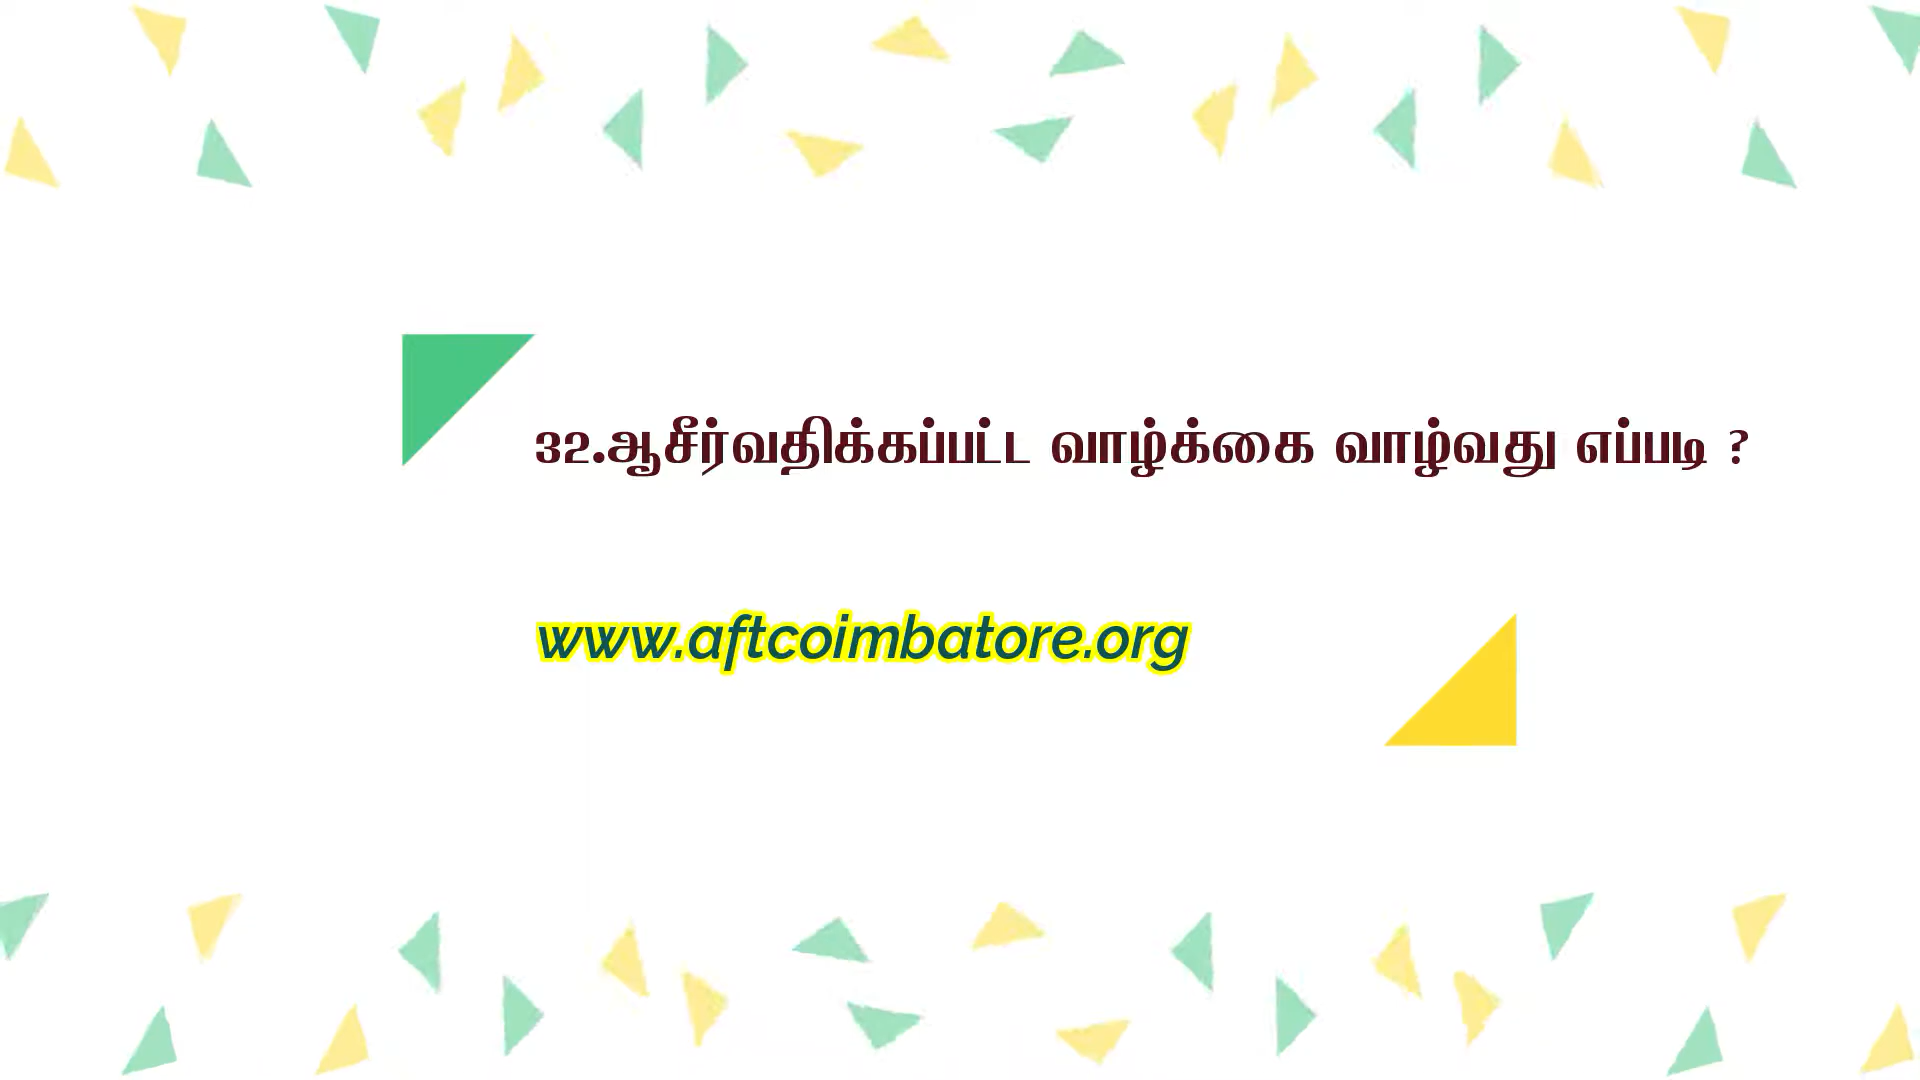 32.ஆசீர்வதிக்கப்பட்ட வாழ்க்கை வாழ்வது எப்படி ?
www.aftcoimbatore.org